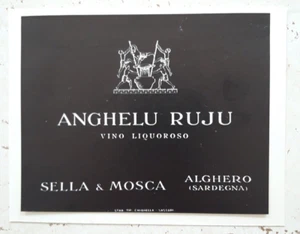 ANGHELU RUJU
VINO LIQUOROSO
SELLA & MOSCA
ALGHERO
(SARDEGNA)